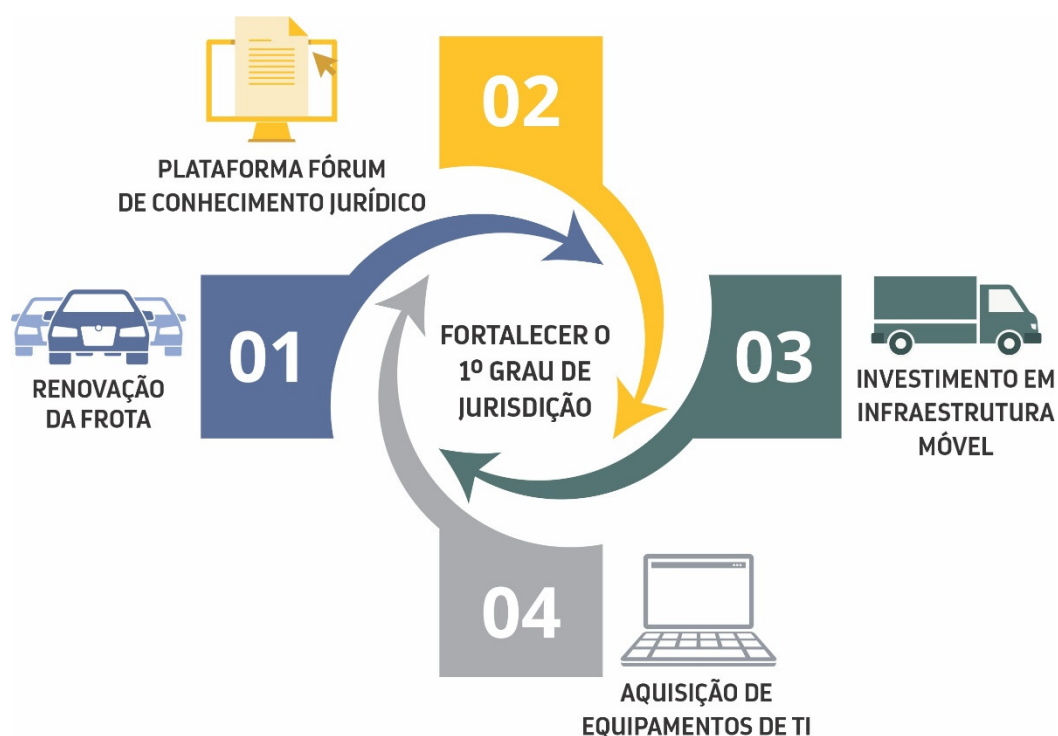 02
PLATAFORMA FÓRUM
DE CONHECIMENTO JURÍDICO
01
RENOVAÇÃO
DA FROTA
FORTALECER O
1º GRAU DE
JURISDIÇÃO
03
INVESTIMENTO EM
INFRAESTRUTURA
MÓVEL
04
AQUISIÇÃO DE
EQUIPAMENTOS DE TI